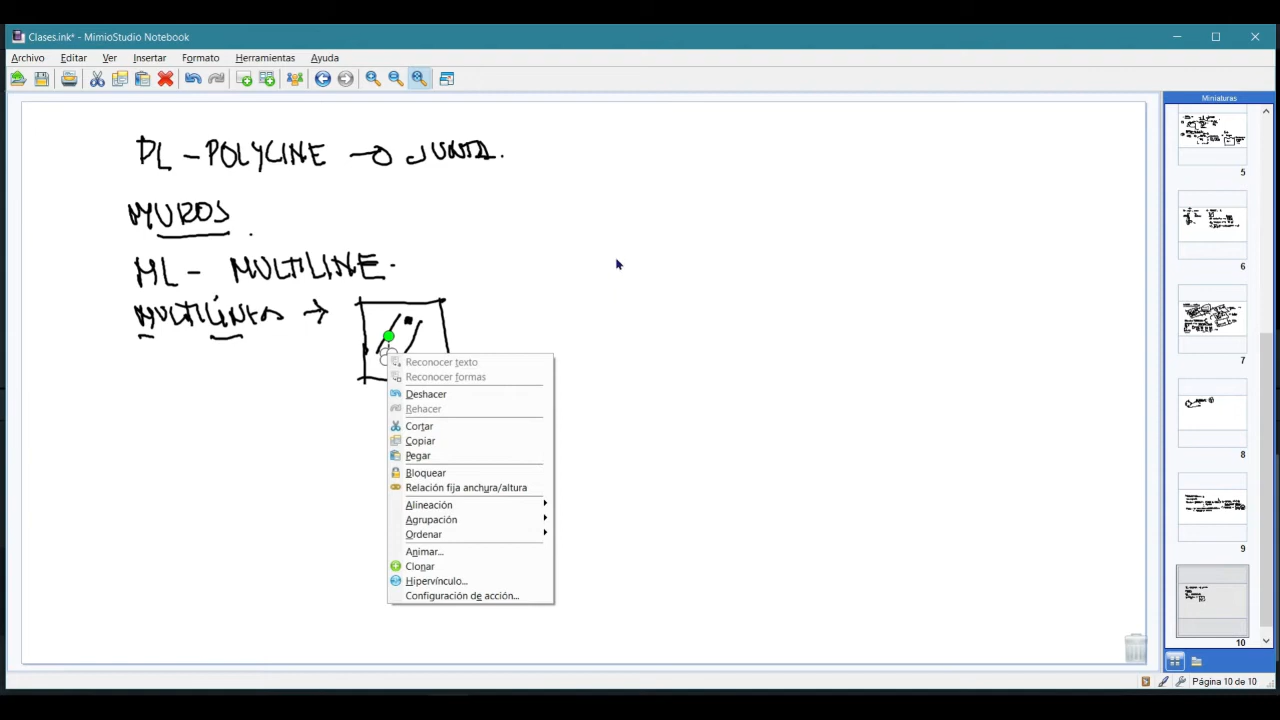 Clases.ink* - MimioStudio Notebook
Archivo Editar Ver Insertar Formato Herramientas Ayuda
Miniaturas
PL - POLYLINE → JUNTA.
MUROS
ML - MULTILINE.
MULTILÍNEAS →
Reconocer texto
Reconocer formas
Deshacer
Rehacer
Cortar
Copiar
Pegar
Bloquear
Relación fija anchura/altura
Alineación
Agrupación
Ordenar
Animar...
Clonar
Hipervínculo...
Configuración de acción...
5
6
7
8
9
10
Página 10 de 10